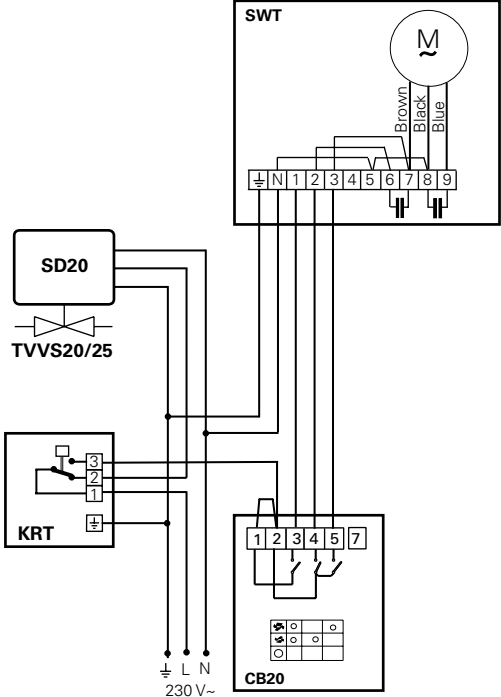 SWT
M
~
Brown
Black
Blue
N 1 2 3 4 5 6 7 8 9
SD20
TVVS20/25
3
2
1
KRT
1 2 3 4 5 7
CB20
L N
230 V~